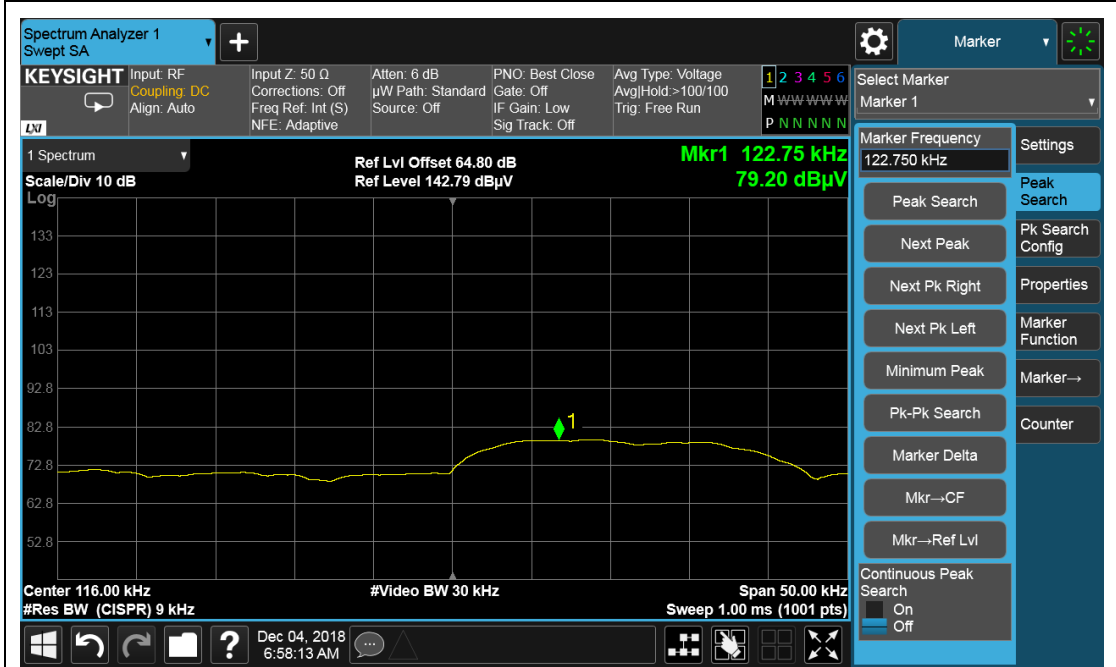 Spectrum Analyzer 1
Swept SA
Marker
KEYSIGHT
LXI
Input: RF
Coupling: DC
Align: Auto
Input Z: 50 Ω
Corrections: Off
Freq Ref: Int (S)
NFE: Adaptive
Atten: 6 dB
µW Path: Standard
Source: Off
PNO: Best Close
Gate: Off
IF Gain: Low
Sig Track: Off
Avg Type: Voltage
Avg|Hold:>100/100
Trig: Free Run
1 2 3 4 5 6
M W W W W W
P N N N N N
Select Marker
Marker 1
1 Spectrum
Scale/Div 10 dB
Log
Ref Lvl Offset 64.80 dB
Ref Level 142.79 dBµV
Mkr1 122.75 kHz
79.20 dBµV
133
123
113
103
92.8
82.8
72.8
62.8
52.8
1
Center 116.00 kHz
#Res BW (CISPR) 9 kHz
#Video BW 30 kHz
Span 50.00 kHz
Sweep 1.00 ms (1001 pts)
Marker Frequency
122.750 kHz
Peak Search
Next Peak
Next Pk Right
Next Pk Left
Minimum Peak
Pk-Pk Search
Marker Delta
Mkr→CF
Mkr→Ref Lvl
Continuous Peak
Search
On
Off
Settings
Peak
Search
Pk Search
Config
Properties
Marker
Function
Marker→
Counter
?
Dec 04, 2018
6:58:13 AM